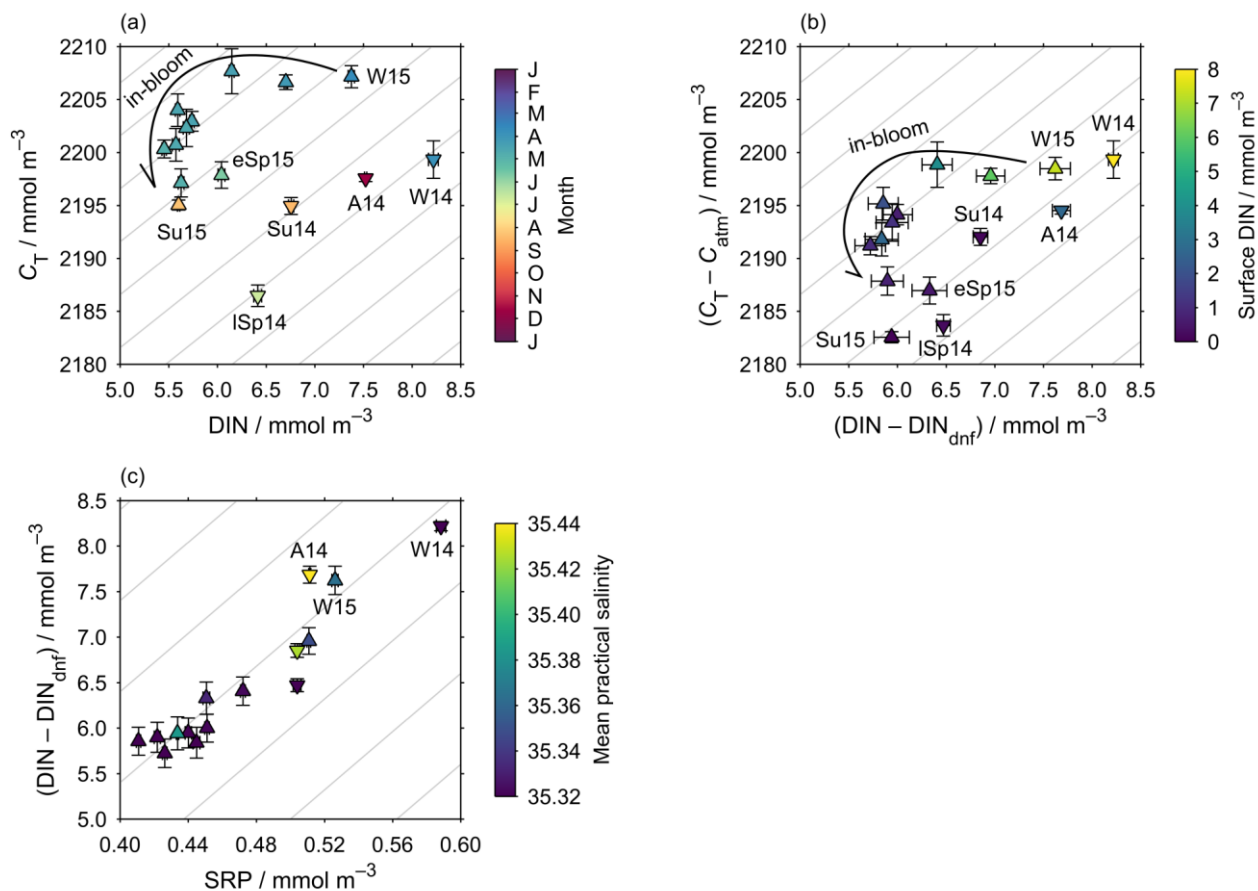 (a)
2210
2205
2200
2195
2190
2185
2180
C_T / mmol m⁻³
5.0 5.5 6.0 6.5 7.0 7.5 8.0 8.5
DIN / mmol m⁻³
in-bloom
W15
eSp15
Su15
Su14
A14
W14
lSp14
J
F
M
A
M
J
J
A
S
O
N
D
J
Month
(b)
2210
2205
2200
2195
2190
2185
2180
(C_T – C_atm) / mmol m⁻³
5.0 5.5 6.0 6.5 7.0 7.5 8.0 8.5
(DIN – DIN_dnf) / mmol m⁻³
in-bloom
W15
W14
Su14
A14
eSp15
Su15
lSp14
8
7
6
5
4
3
2
1
0
Surface DIN / mmol m⁻³
(c)
8.5
8.0
7.5
7.0
6.5
6.0
5.5
5.0
(DIN – DIN_dnf) / mmol m⁻³
0.40 0.44 0.48 0.52 0.56 0.60
SRP / mmol m⁻³
A14
W14
W15
35.44
35.42
35.40
35.38
35.36
35.34
35.32
Mean practical salinity